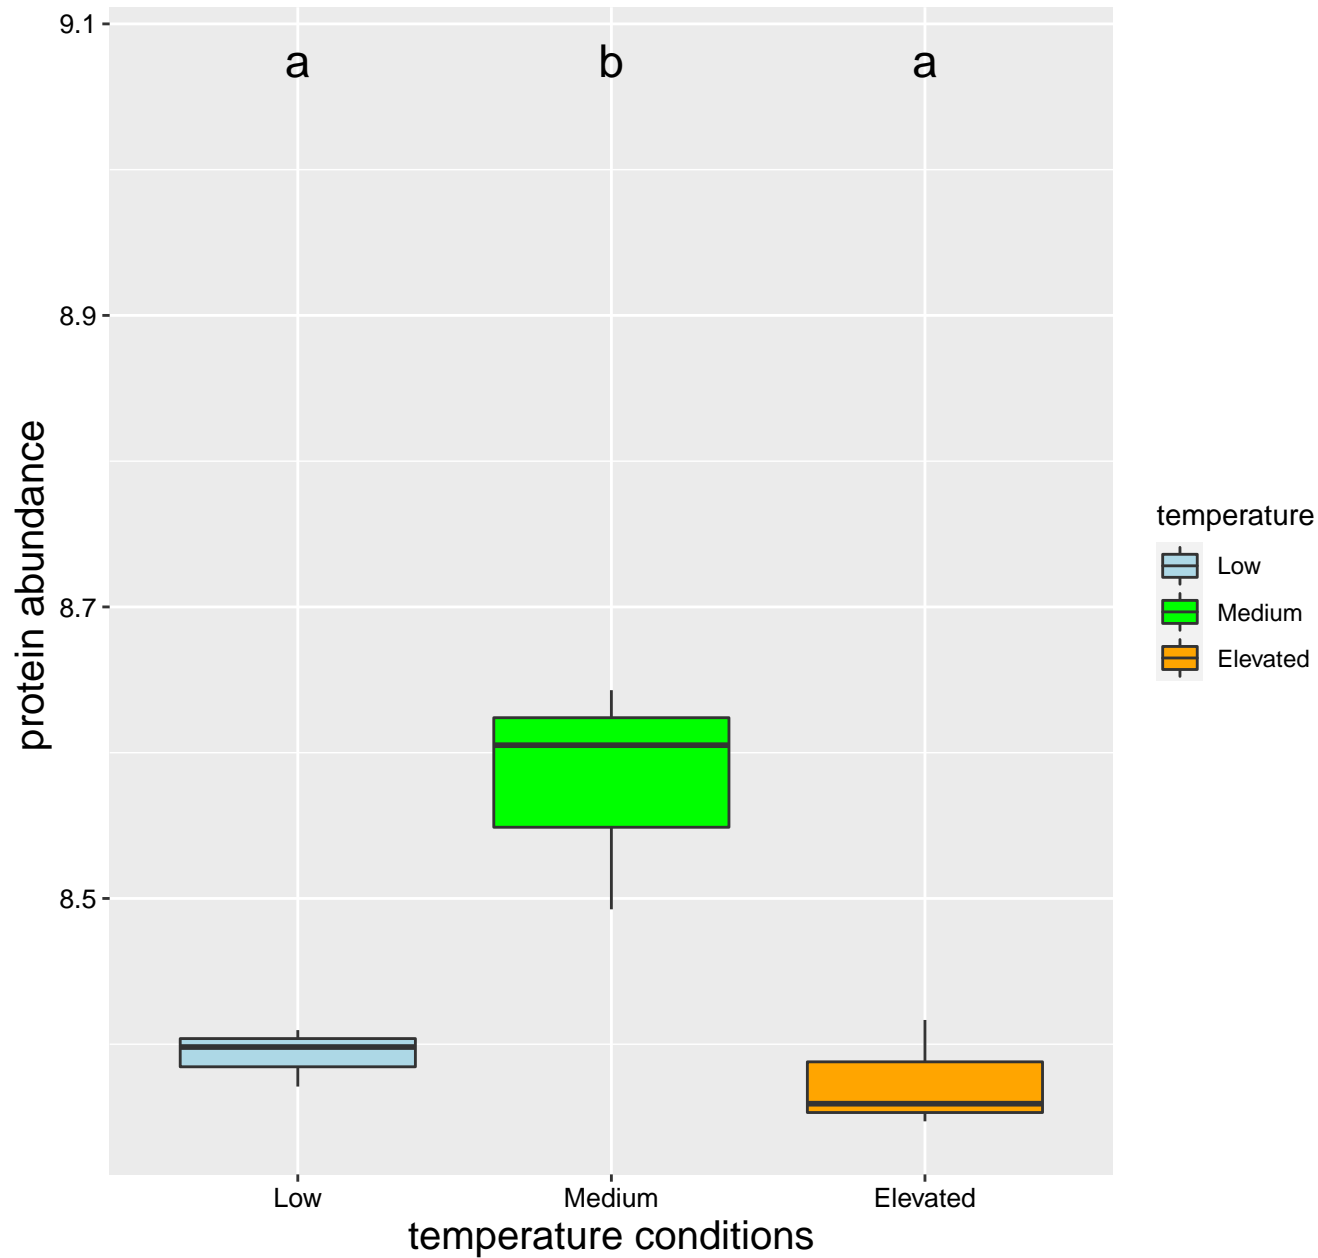 9.1
8.9
8.7
8.5
protein abundance
a b a
Low Medium Elevated
temperature conditions
temperature
Low
Medium
Elevated